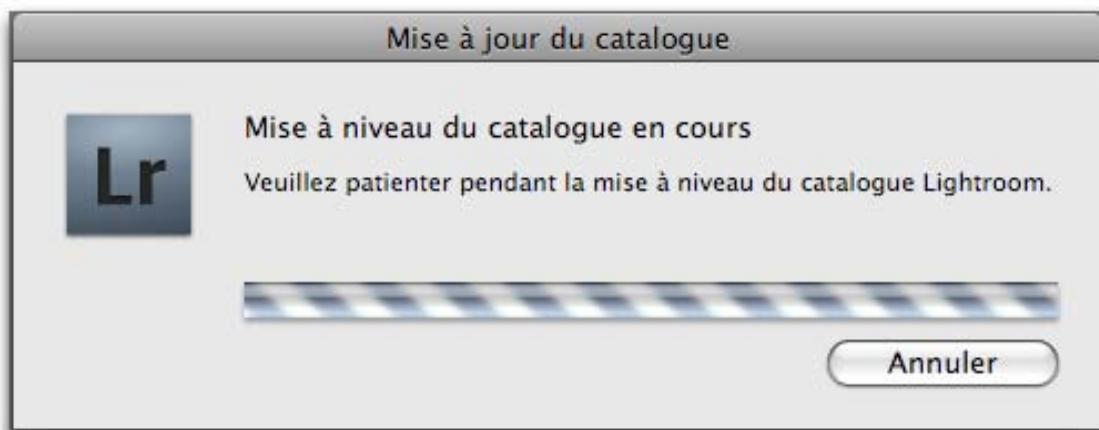 Mise à jour du catalogue
Lr
Mise à niveau du catalogue en cours
Veuillez patienter pendant la mise à niveau du catalogue Lightroom.
Annuler